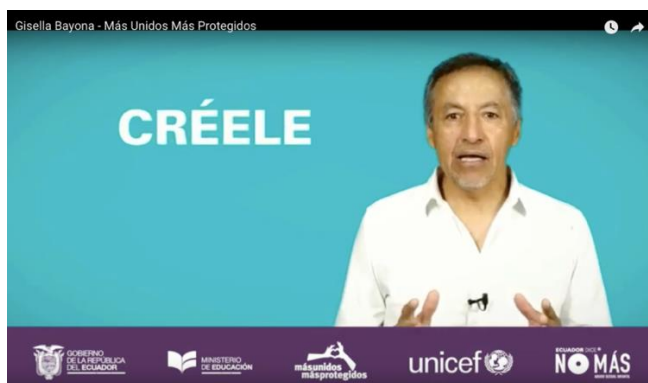 Gisella Bayona - Más Unidos Más Protegidos
CRÉELE
GOBIERNO
DE LA REPÚBLICA
DEL ECUADOR
MINISTERIO
DE EDUCACIÓN
másunidos
másprotegidos
unicef
ECUADOR DICE
NO MÁS